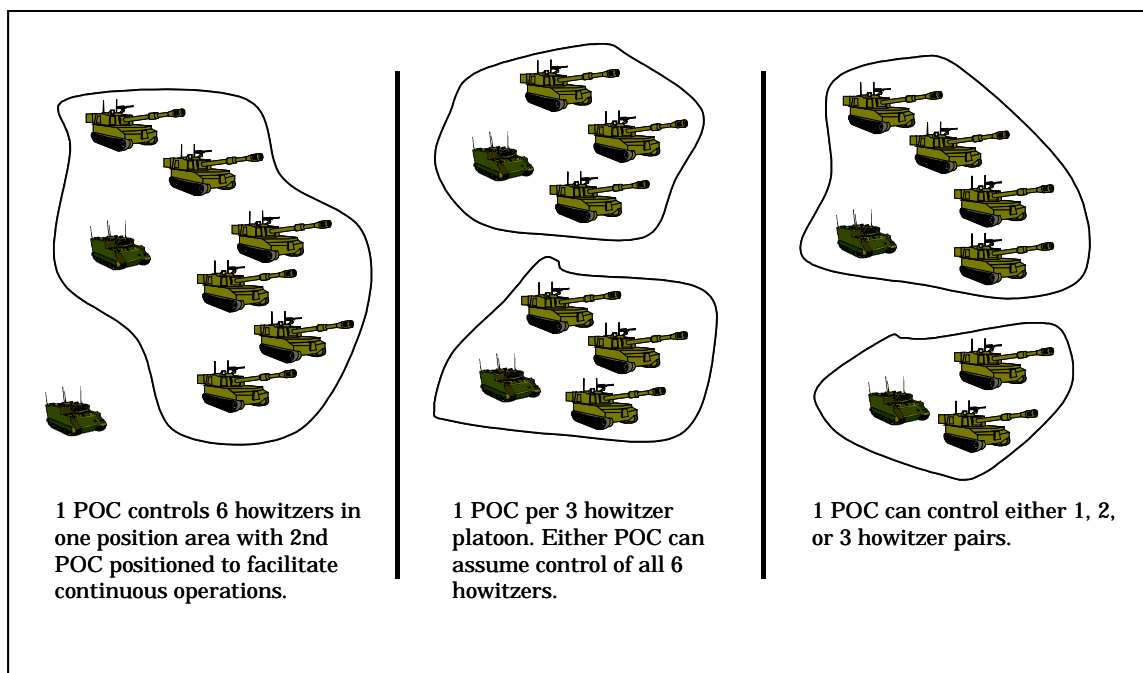 1 POC controls 6 howitzers in
one position area with 2nd
POC positioned to facilitate
continuous operations.
1 POC per 3 howitzer
platoon. Either POC can
assume control of all 6
howitzers.
1 POC can control either 1, 2,
or 3 howitzer pairs.